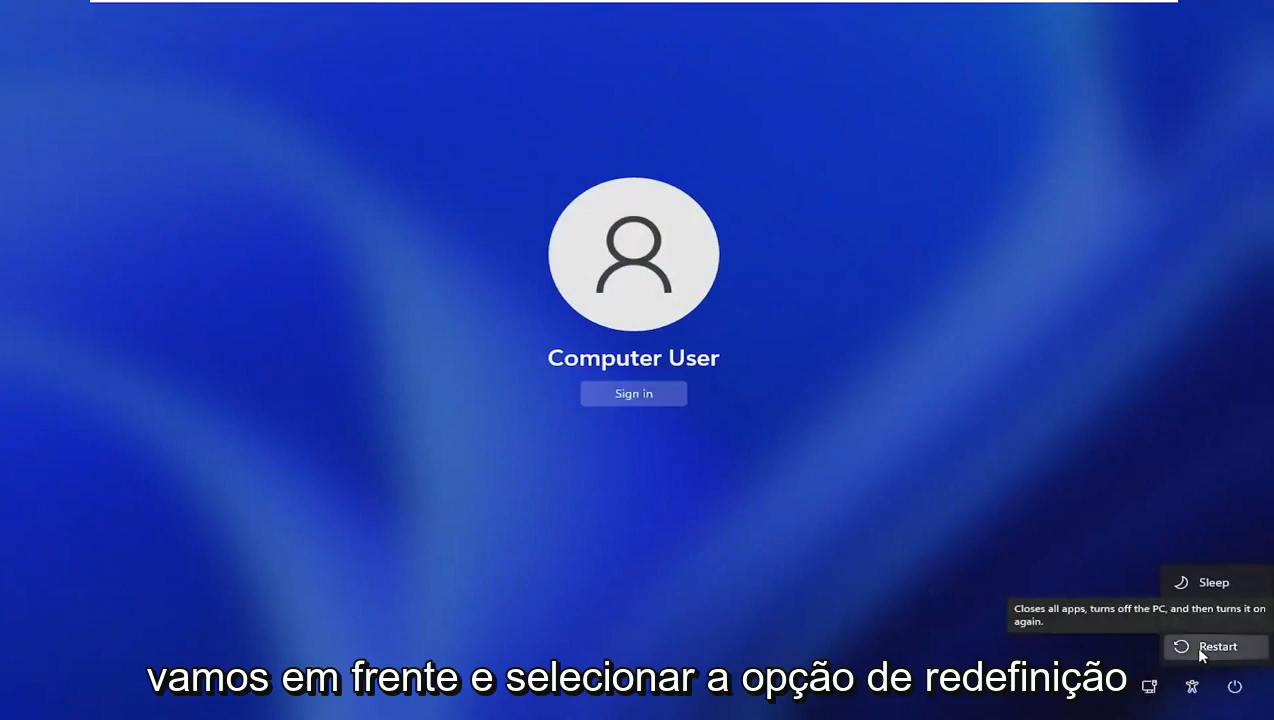 Computer User
Sign in
Sleep
Closes all apps, turns off the PC, and then turns it on
again.
Restart
vamos em frente e selecionar a opção de redefinição